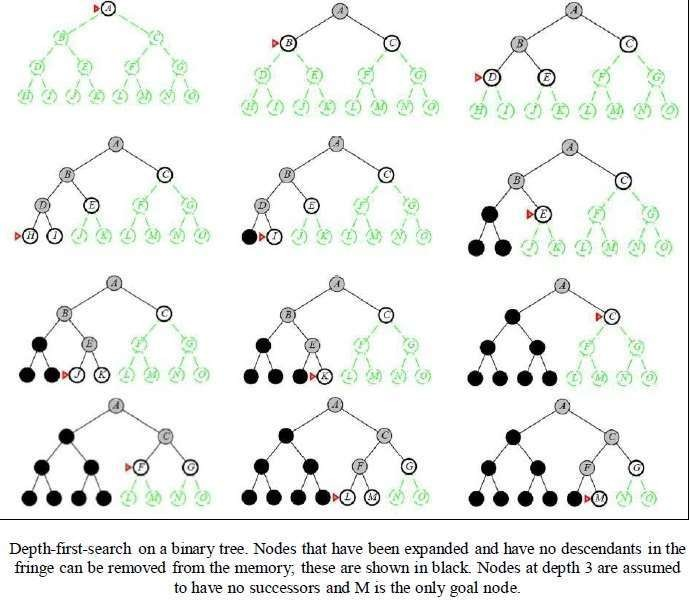 A
B C
D E F G
H I J K L M N O
A
B C
D E F G
H I J K L M N O
A
B C
D E F G
H I J K L M N O
A
B C
D E F G
H I J K L M N O
A
B C
D E F G
I J K L M N O
A
B C
E F G
J K L M N O
A
B C
E F G
J K L M N O
A
B C
E F G
K L M N O
A
C
F G
L M N O
A
C
F G
L M N O
A
C
F G
L M N O
A
C
F G
M N O
Depth-first-search on a binary tree. Nodes that have been expanded and have no descendants in the
fringe can be removed from the memory; these are shown in black. Nodes at depth 3 are assumed
to have no successors and M is the only goal node.